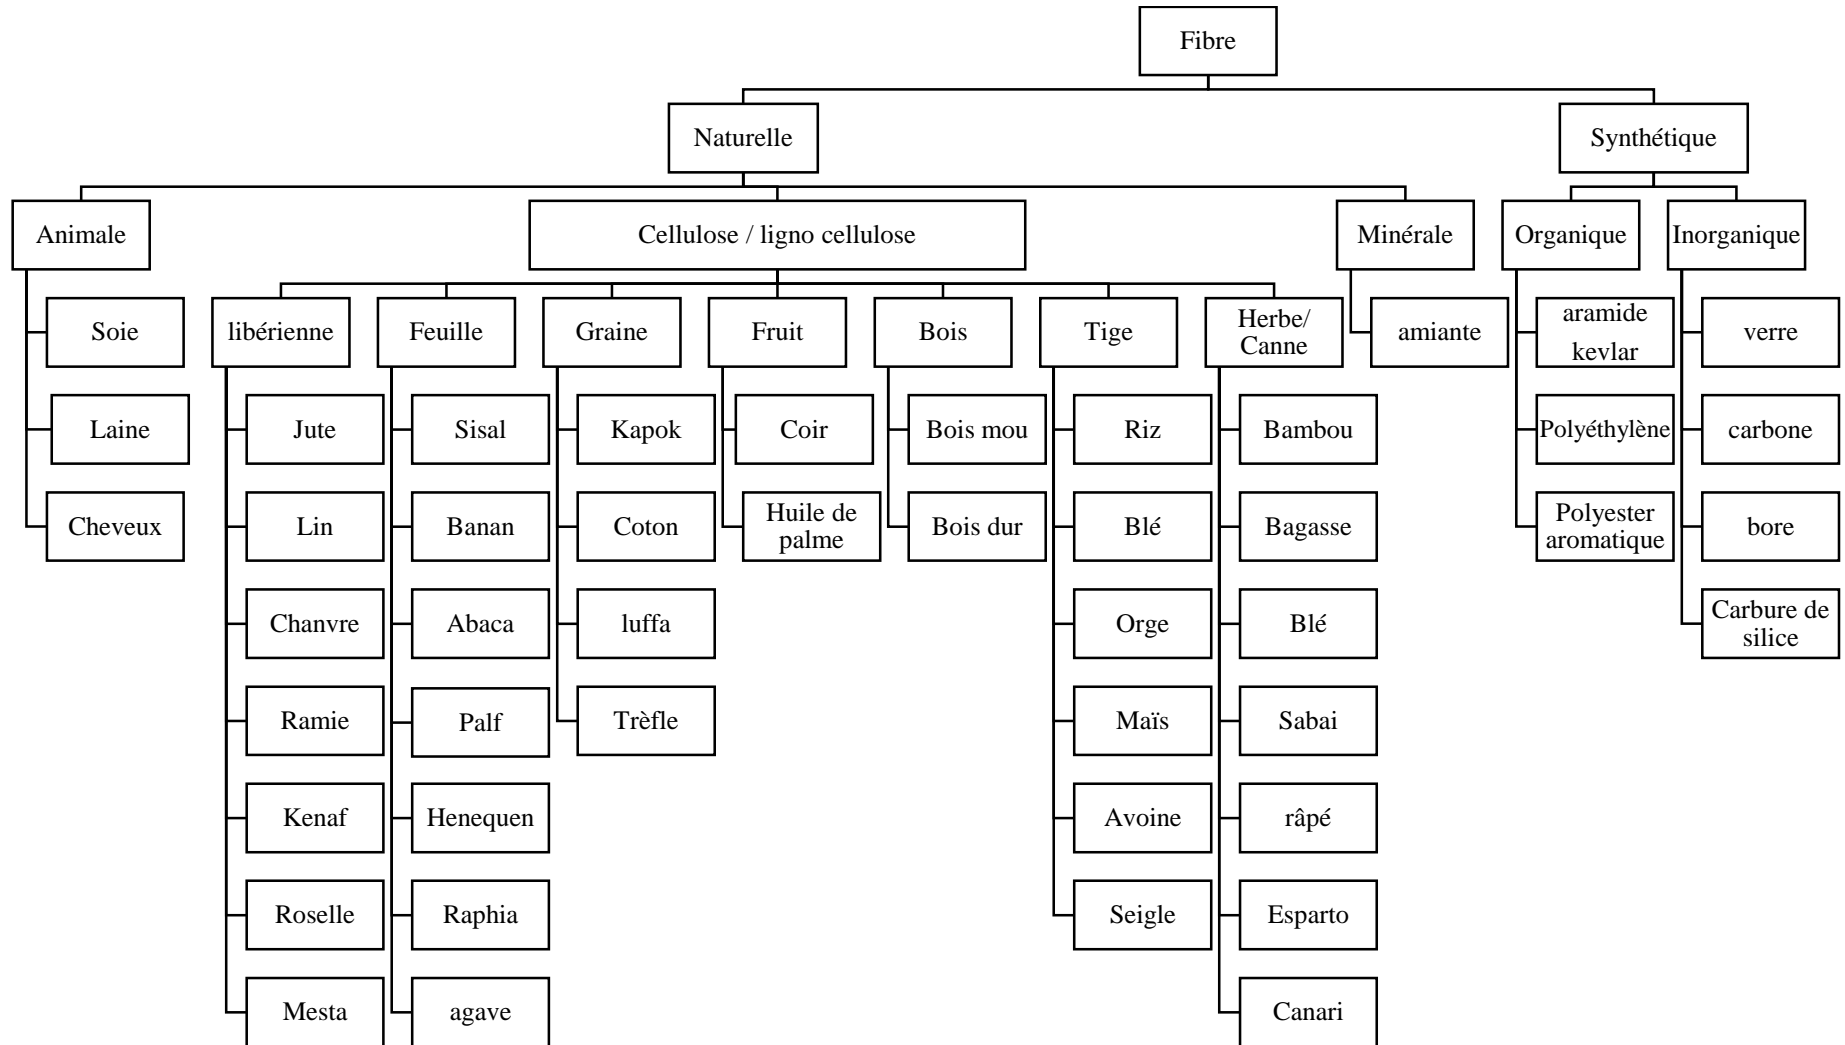 Fibre
Naturelle
Synthétique
Animale
Cellulose / ligno cellulose
Minérale
Organique
Inorganique
Soie
Laine
Cheveux
libérienne
Jute
Lin
Chanvre
Ramie
Kenaf
Roselle
Mesta
Feuille
Sisal
Banan
Abaca
Palf
Henequen
Raphia
agave
Graine
Kapok
Coton
luffa
Trèfle
Fruit
Coir
Huile de
palme
Bois
Bois mou
Bois dur
Tige
Riz
Blé
Orge
Maïs
Avoine
Seigle
Herbe/
Canne
Bambou
Bagasse
Blé
Sabai
râpé
Esparto
Canari
amiante
aramide
kevlar
Polyéthylène
Polyester
aromatique
verre
carbone
bore
Carbure de
silice